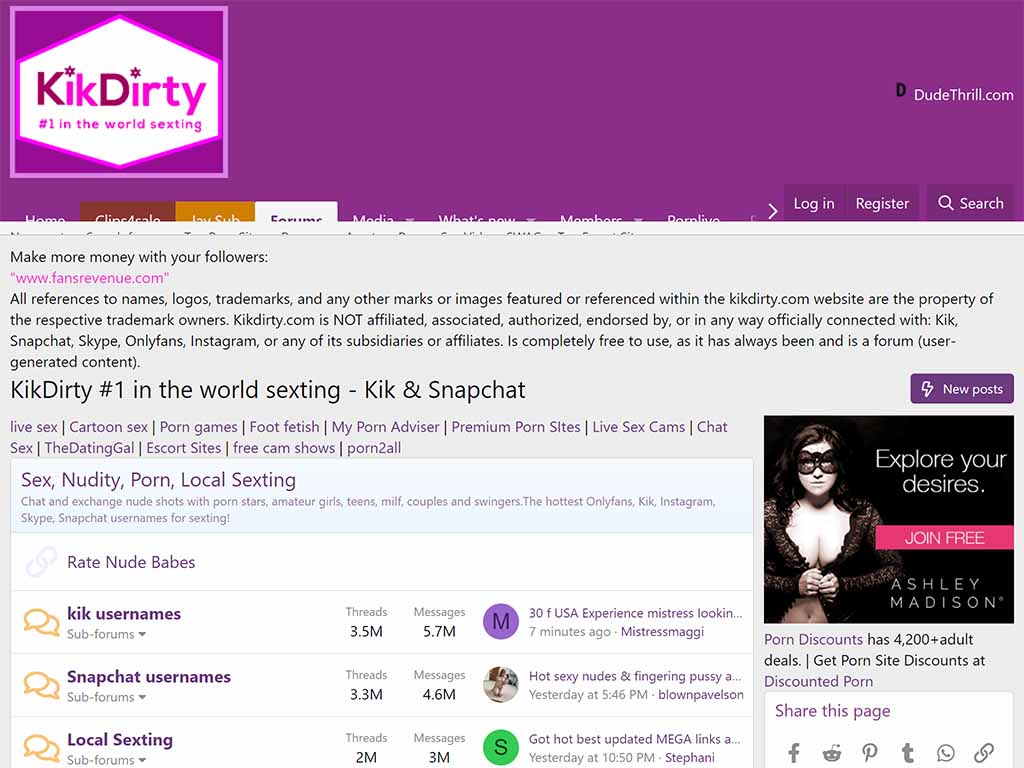 KikDirty
#1 in the world sexting
D DudeThrill.com
Home Clips4sale Jay Sub Forums Media What's new Members Pornlive
Log in Register Search
Make more money with your followers:
"www.fansrevenue.com"
All references to names, logos, trademarks, and any other marks or images featured or referenced within the kikdirty.com website are the property of
the respective trademark owners. Kikdirty.com is NOT affiliated, associated, authorized, endorsed by, or in any way officially connected with: Kik,
Snapchat, Skype, Onlyfans, Instagram, or any of its subsidiaries or affiliates. Is completely free to use, as it has always been and is a forum (user-
generated content).
KikDirty #1 in the world sexting - Kik & Snapchat
New posts
live sex | Cartoon sex | Porn games | Foot fetish | My Porn Adviser | Premium Porn SItes | Live Sex Cams | Chat
Sex | TheDatingGal | Escort Sites | free cam shows | porn2all
Sex, Nudity, Porn, Local Sexting
Chat and exchange nude shots with porn stars, amateur girls, teens, milf, couples and swingers.The hottest Onlyfans, Kik, Instagram,
Skype, Snapchat usernames for sexting!
Rate Nude Babes
kik usernames
Sub-forums
Threads
3.5M
Messages
5.7M
M
30 f USA Experience mistress lookin...
7 minutes ago · Mistressmaggi
Snapchat usernames
Sub-forums
Threads
3.3M
Messages
4.6M
Hot sexy nudes & fingering pussy a...
Yesterday at 5:46 PM · blownpavelson
Local Sexting
Sub-forums
Threads
2M
Messages
3M
S
Got hot best updated MEGA links a...
Yesterday at 10:50 PM · Stephani
Explore your
desires.
JOIN FREE
ASHLEY
MADISON®
Porn Discounts has 4,200+adult
deals. | Get Porn Site Discounts at
Discounted Porn
Share this page